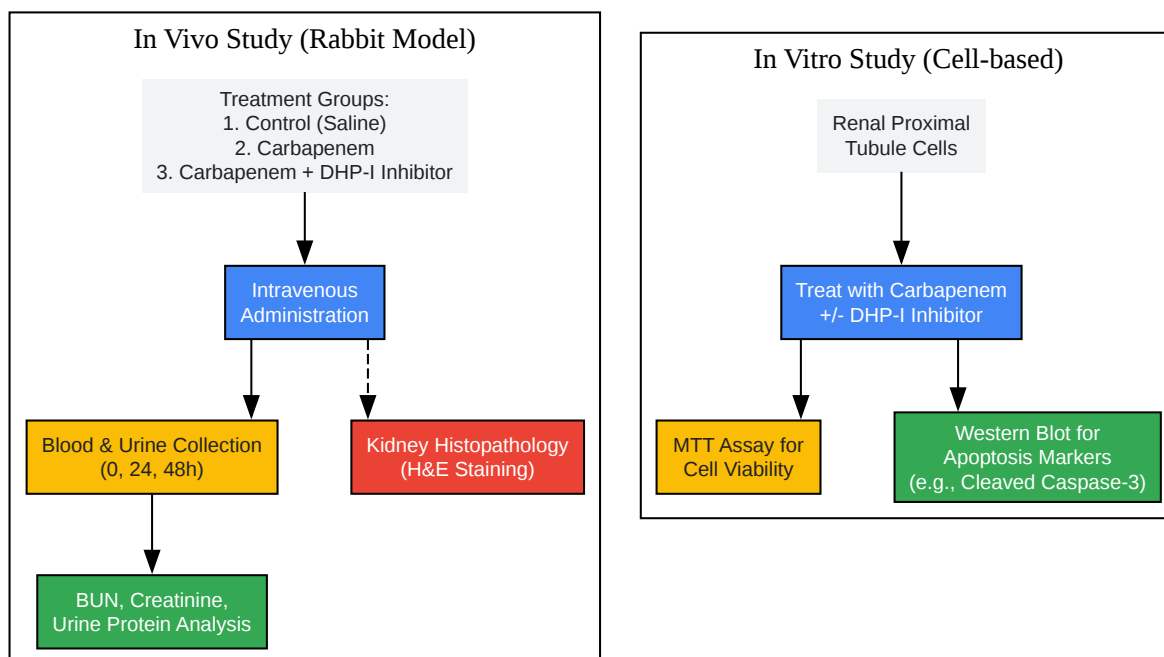 In Vivo Study (Rabbit Model)
Treatment Groups:
1. Control (Saline)
2. Carbapenem
3. Carbapenem + DHP-I Inhibitor
Intravenous
Administration
Blood & Urine Collection
(0, 24, 48h)
Kidney Histopathology
(H&E Staining)
BUN, Creatinine,
Urine Protein Analysis
In Vitro Study (Cell-based)
Renal Proximal
Tubule Cells
Treat with Carbapenem
+/- DHP-I Inhibitor
MTT Assay for
Cell Viability
Western Blot for
Apoptosis Markers
(e.g., Cleaved Caspase-3)